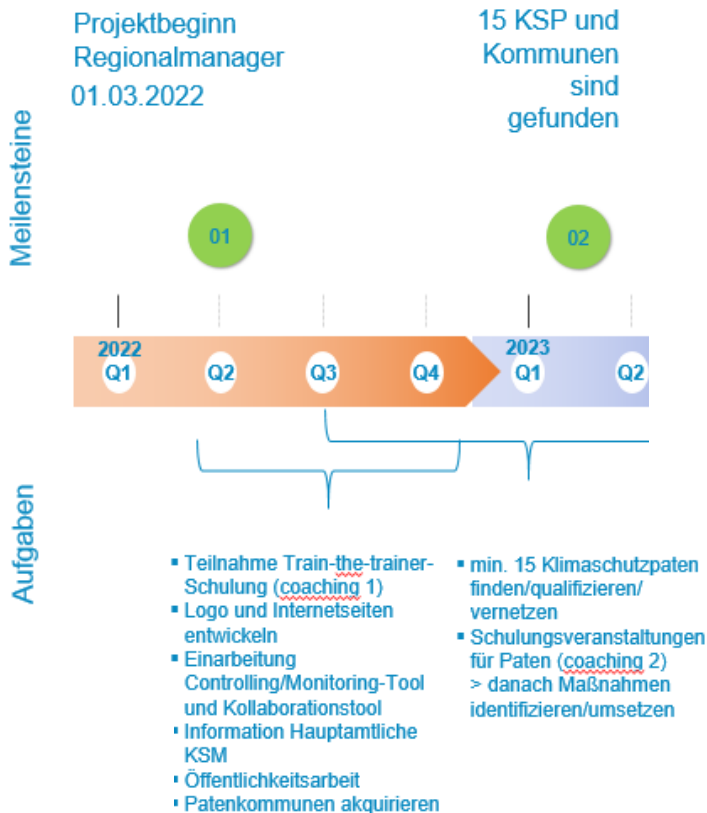 Projektbeginn
Regionalmanager
01.03.2022
15 KSP und
Kommunen
sind
gefunden
Meilensteine
01
02
2022
Q1
Q2
Q3
Q4
2023
Q1
Q2
Aufgaben
▪ Teilnahme Train-the-trainer-
Schulung (coaching 1)
▪ Logo und Internetseiten
entwickeln
▪ Einarbeitung
Controlling/Monitoring-Tool
und Kollaborationstool
▪ Information Hauptamtliche
KSM
▪ Öffentlichkeitsarbeit
▪ Patenkommunen akquirieren
▪ min. 15 Klimaschutzpaten
finden/qualifizieren/
vernetzen
▪ Schulungsveranstaltungen
für Paten (coaching 2)
> danach Maßnahmen
identifizieren/umsetzen